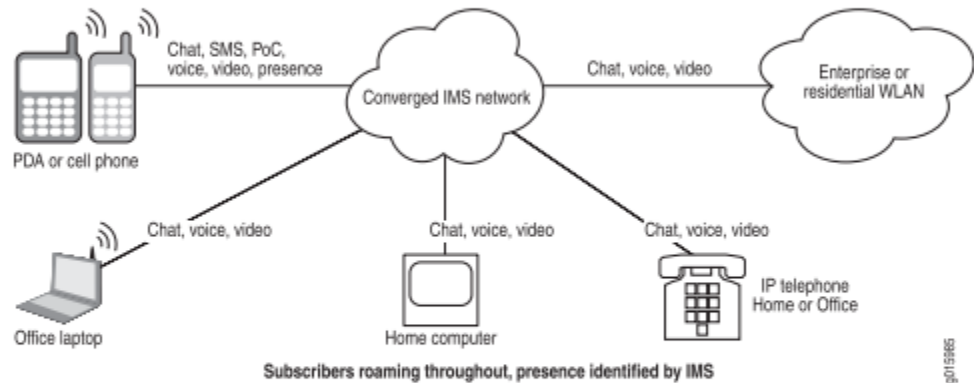 Chat, SMS, PoC,
voice, video, presence
Chat, voice, video
Enterprise or
residential WLAN
Converged IMS network
PDA or cell phone
Chat, voice, video
Chat, voice, video
Chat, voice, video
IP telephone
Home or Office
Office laptop
Home computer
Subscribers roaming throughout, presence identified by IMS
g015985